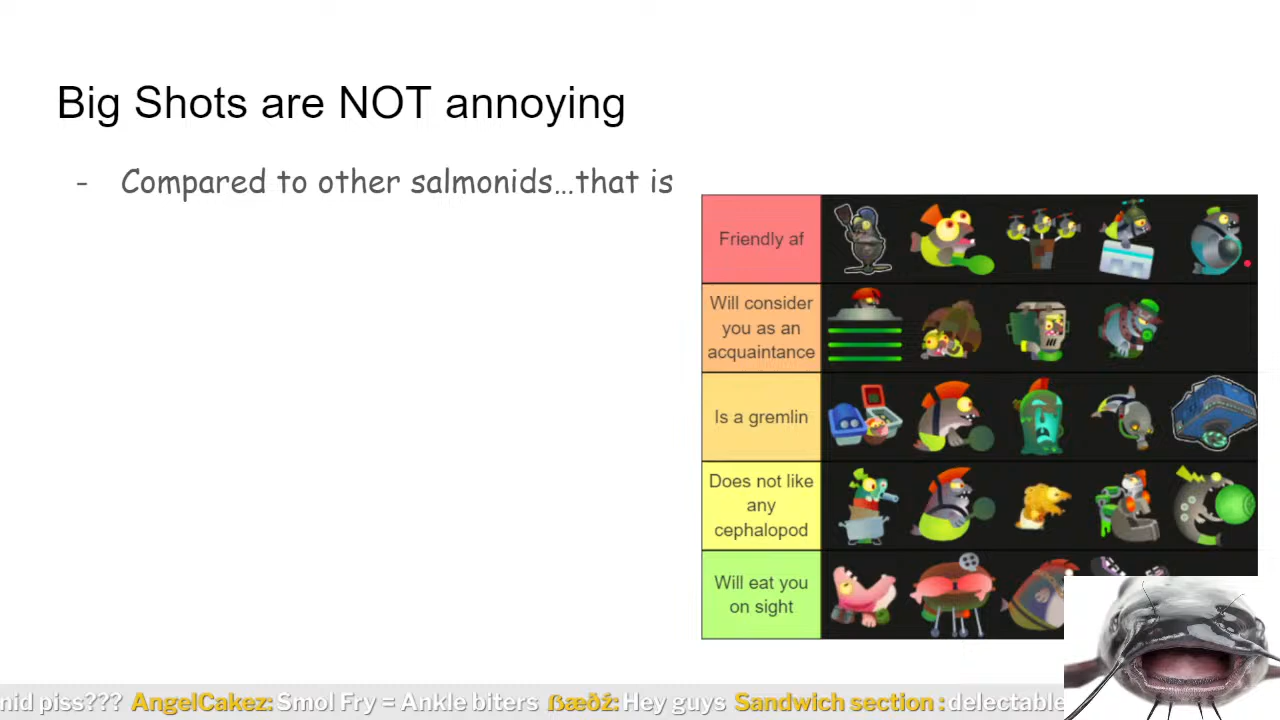 Big Shots are NOT annoying
- Compared to other salmonids...that is
Friendly af
Will consider
you as an
acquaintance
Is a gremlin
Does not like
any
cephalopod
Will eat you
on sight
nid piss??? AngelCakez: Smol Fry = Ankle biters ßæðž: Hey guys Sandwich section : delectable